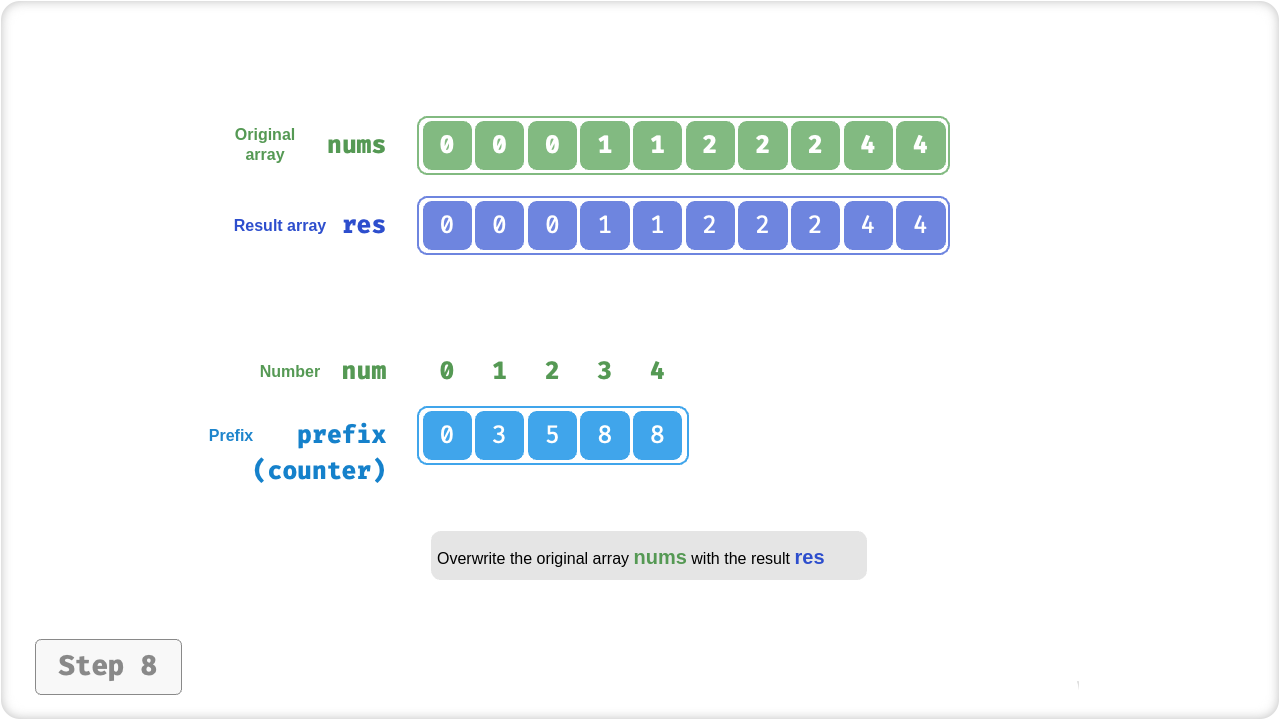 Original
array
nums 0 0 0 1 1 2 2 2 4 4
Result array res 0 0 0 1 1 2 2 2 4 4
Number num 0 1 2 3 4
Prefix prefix 0 3 5 8 8
(counter)
Overwrite the original array nums with the result res
Step 8